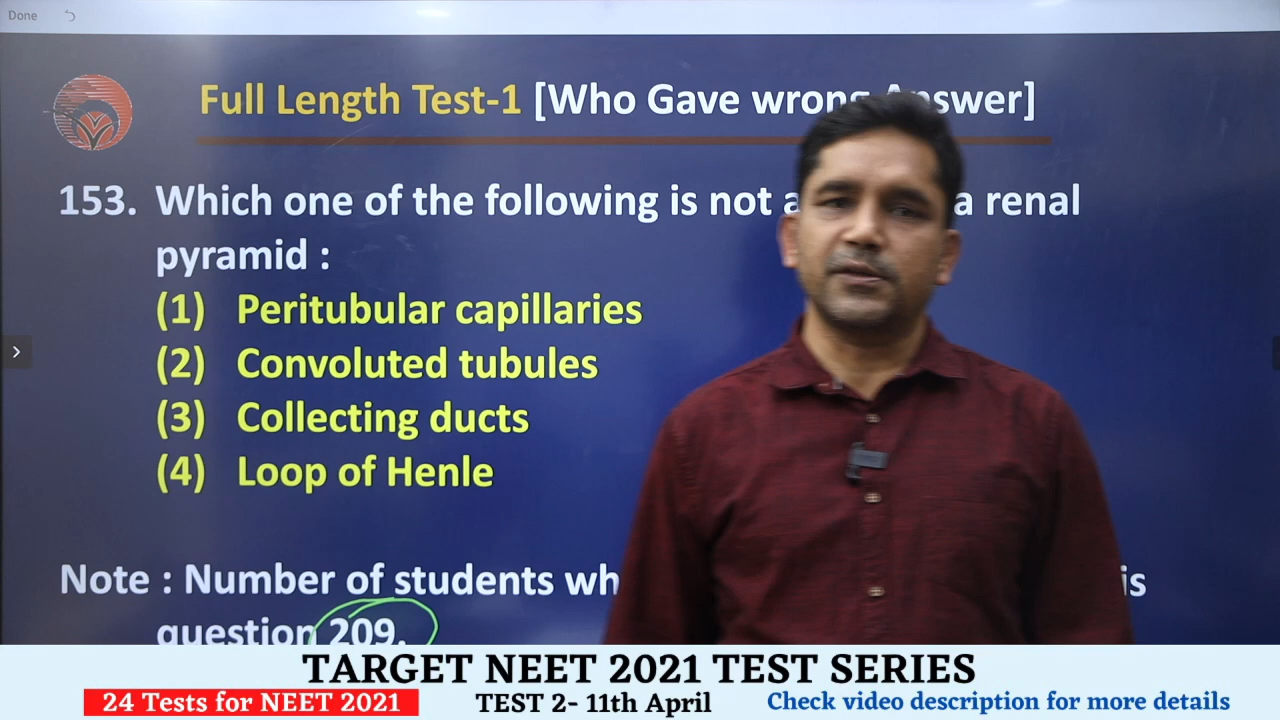 Done
Full Length Test-1 [Who Gave wrong Answer]
153. Which one of the following is not a a renal
pyramid :
(1) Peritubular capillaries
(2) Convoluted tubules
(3) Collecting ducts
(4) Loop of Henle
Note : Number of students is
question 209.
TARGET NEET 2021 TEST SERIES
24 Tests for NEET 2021
TEST 2- 11th April
Check video description for more details